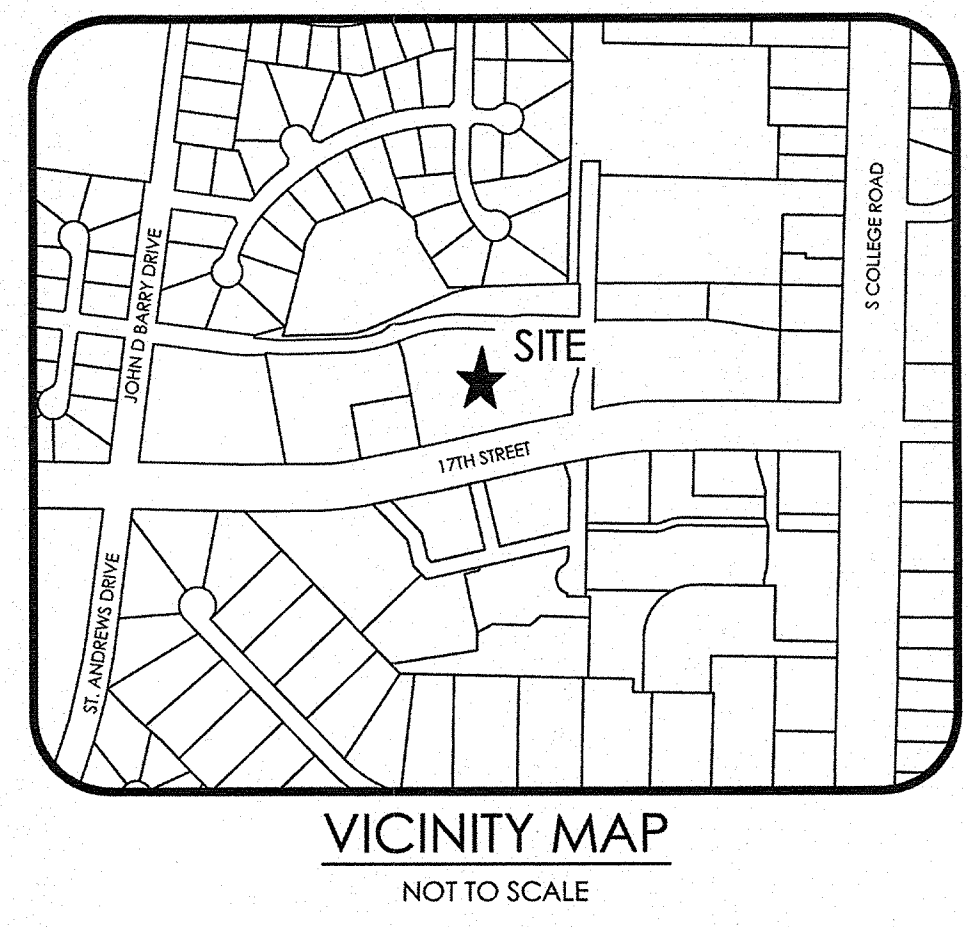 S COLLEGE ROAD
JOHN D BARRY DRIVE
SITE
17TH STREET
ST. ANDREWS DRIVE
VICINITY MAP
NOT TO SCALE